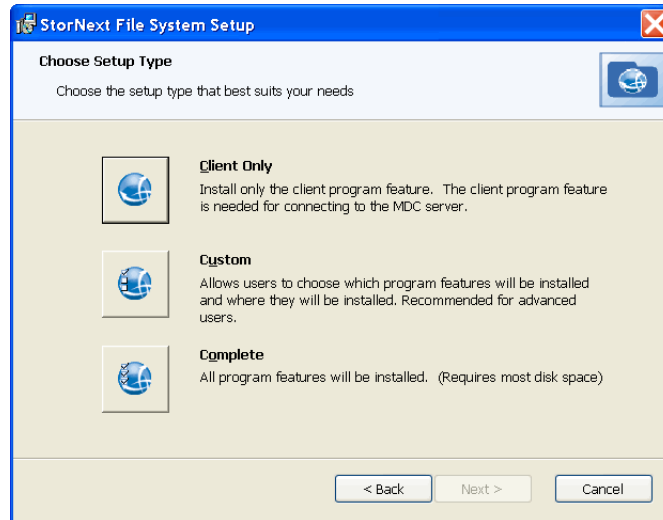 StorNext File System Setup
Choose Setup Type
Choose the setup type that best suits your needs
Client Only
Install only the client program feature. The client program feature
is needed for connecting to the MDC server.
Custom
Allows users to choose which program features will be installed
and where they will be installed. Recommended for advanced
users.
Complete
All program features will be installed. (Requires most disk space)
< Back
Next >
Cancel